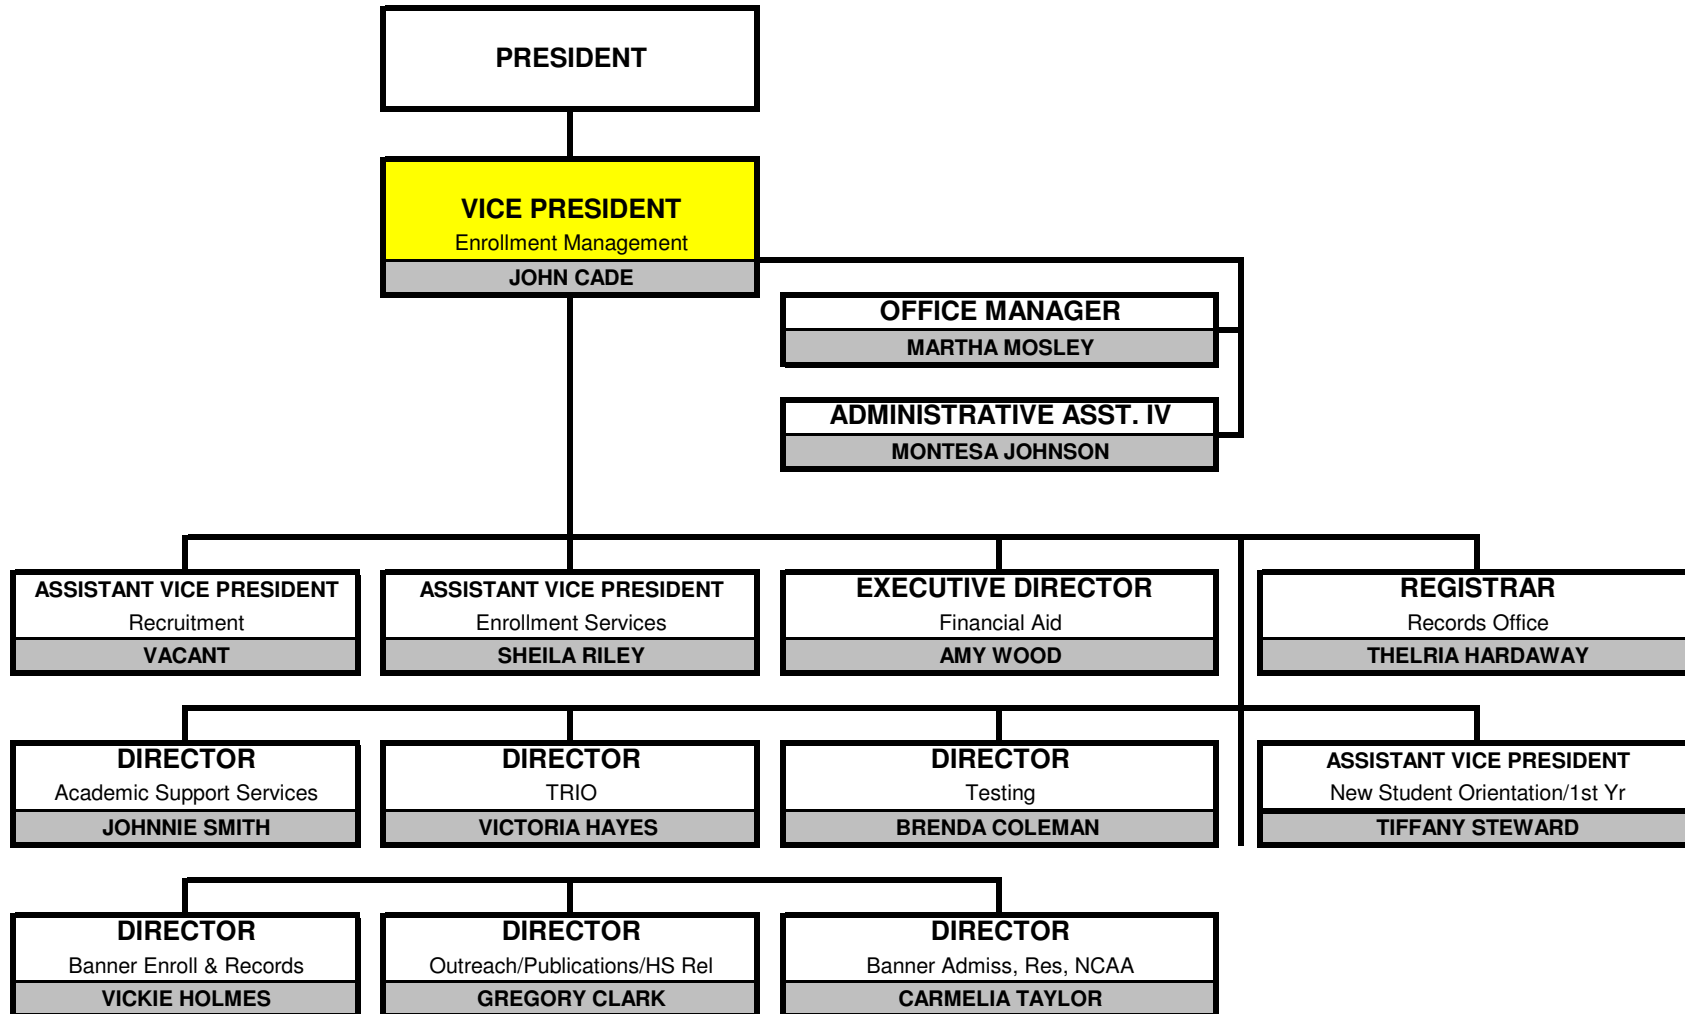 PRESIDENT
VICE PRESIDENT
Enrollment Management
JOHN CADE
OFFICE MANAGER
MARTHA MOSLEY
ADMINISTRATIVE ASST. IV
MONTESA JOHNSON
ASSISTANT VICE PRESIDENT
Recruitment
VACANT
ASSISTANT VICE PRESIDENT
Enrollment Services
SHEILA RILEY
EXECUTIVE DIRECTOR
Financial Aid
AMY WOOD
REGISTRAR
Records Office
THELRIA HARDAWAY
DIRECTOR
Academic Support Services
JOHNNIE SMITH
DIRECTOR
TRIO
VICTORIA HAYES
DIRECTOR
Testing
BRENDA COLEMAN
ASSISTANT VICE PRESIDENT
New Student Orientation/1st Yr
TIFFANY STEWARD
DIRECTOR
Banner Enroll & Records
VICKIE HOLMES
DIRECTOR
Outreach/Publications/HS Rel
GREGORY CLARK
DIRECTOR
Banner Admiss, Res, NCAA
CARMELIA TAYLOR